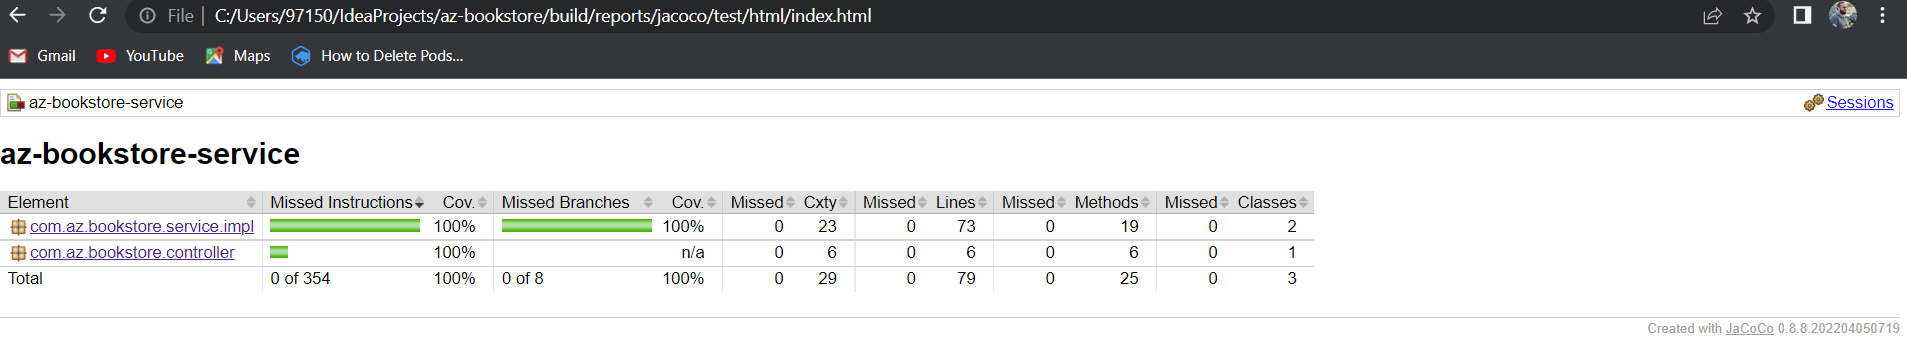 File | C:/Users/97150/IdeaProjects/az-bookstore/build/reports/jacoco/test/html/index.html
Gmail YouTube Maps How to Delete Pods...
az-bookstore-service Sessions
az-bookstore-service
Element Missed Instructions Cov. Missed Branches Cov. Missed Cxty Missed Lines Missed Methods Missed Classes
com.az.bookstore.service.impl 100% 100% 0 23 0 73 0 19 0 2
com.az.bookstore.controller 100% n/a 0 6 0 6 0 6 0 1
Total 0 of 354 100% 0 of 8 100% 0 29 0 79 0 25 0 3
Created with JaCoCo 0.8.8.202204050719